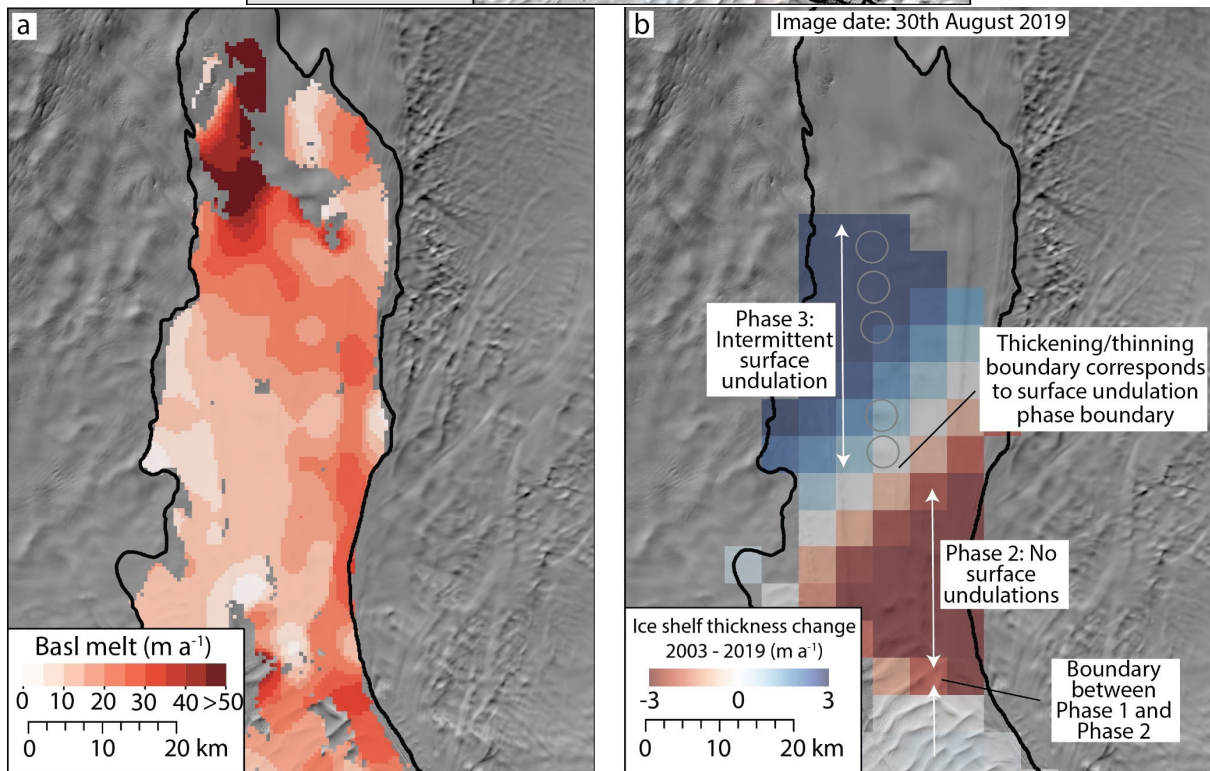 a
Basl melt (m a⁻¹)
0 10 20 30 40 >50
0 10 20 km
b
Image date: 30th August 2019
Phase 3:
Intermittent
surface
undulation
Thickening/thinning
boundary corresponds
to surface undulation
phase boundary
Phase 2: No
surface
undulations
Boundary
between
Phase 1 and
Phase 2
Ice shelf thickness change
2003 - 2019 (m a⁻¹)
-3 0 3
0 10 20 km